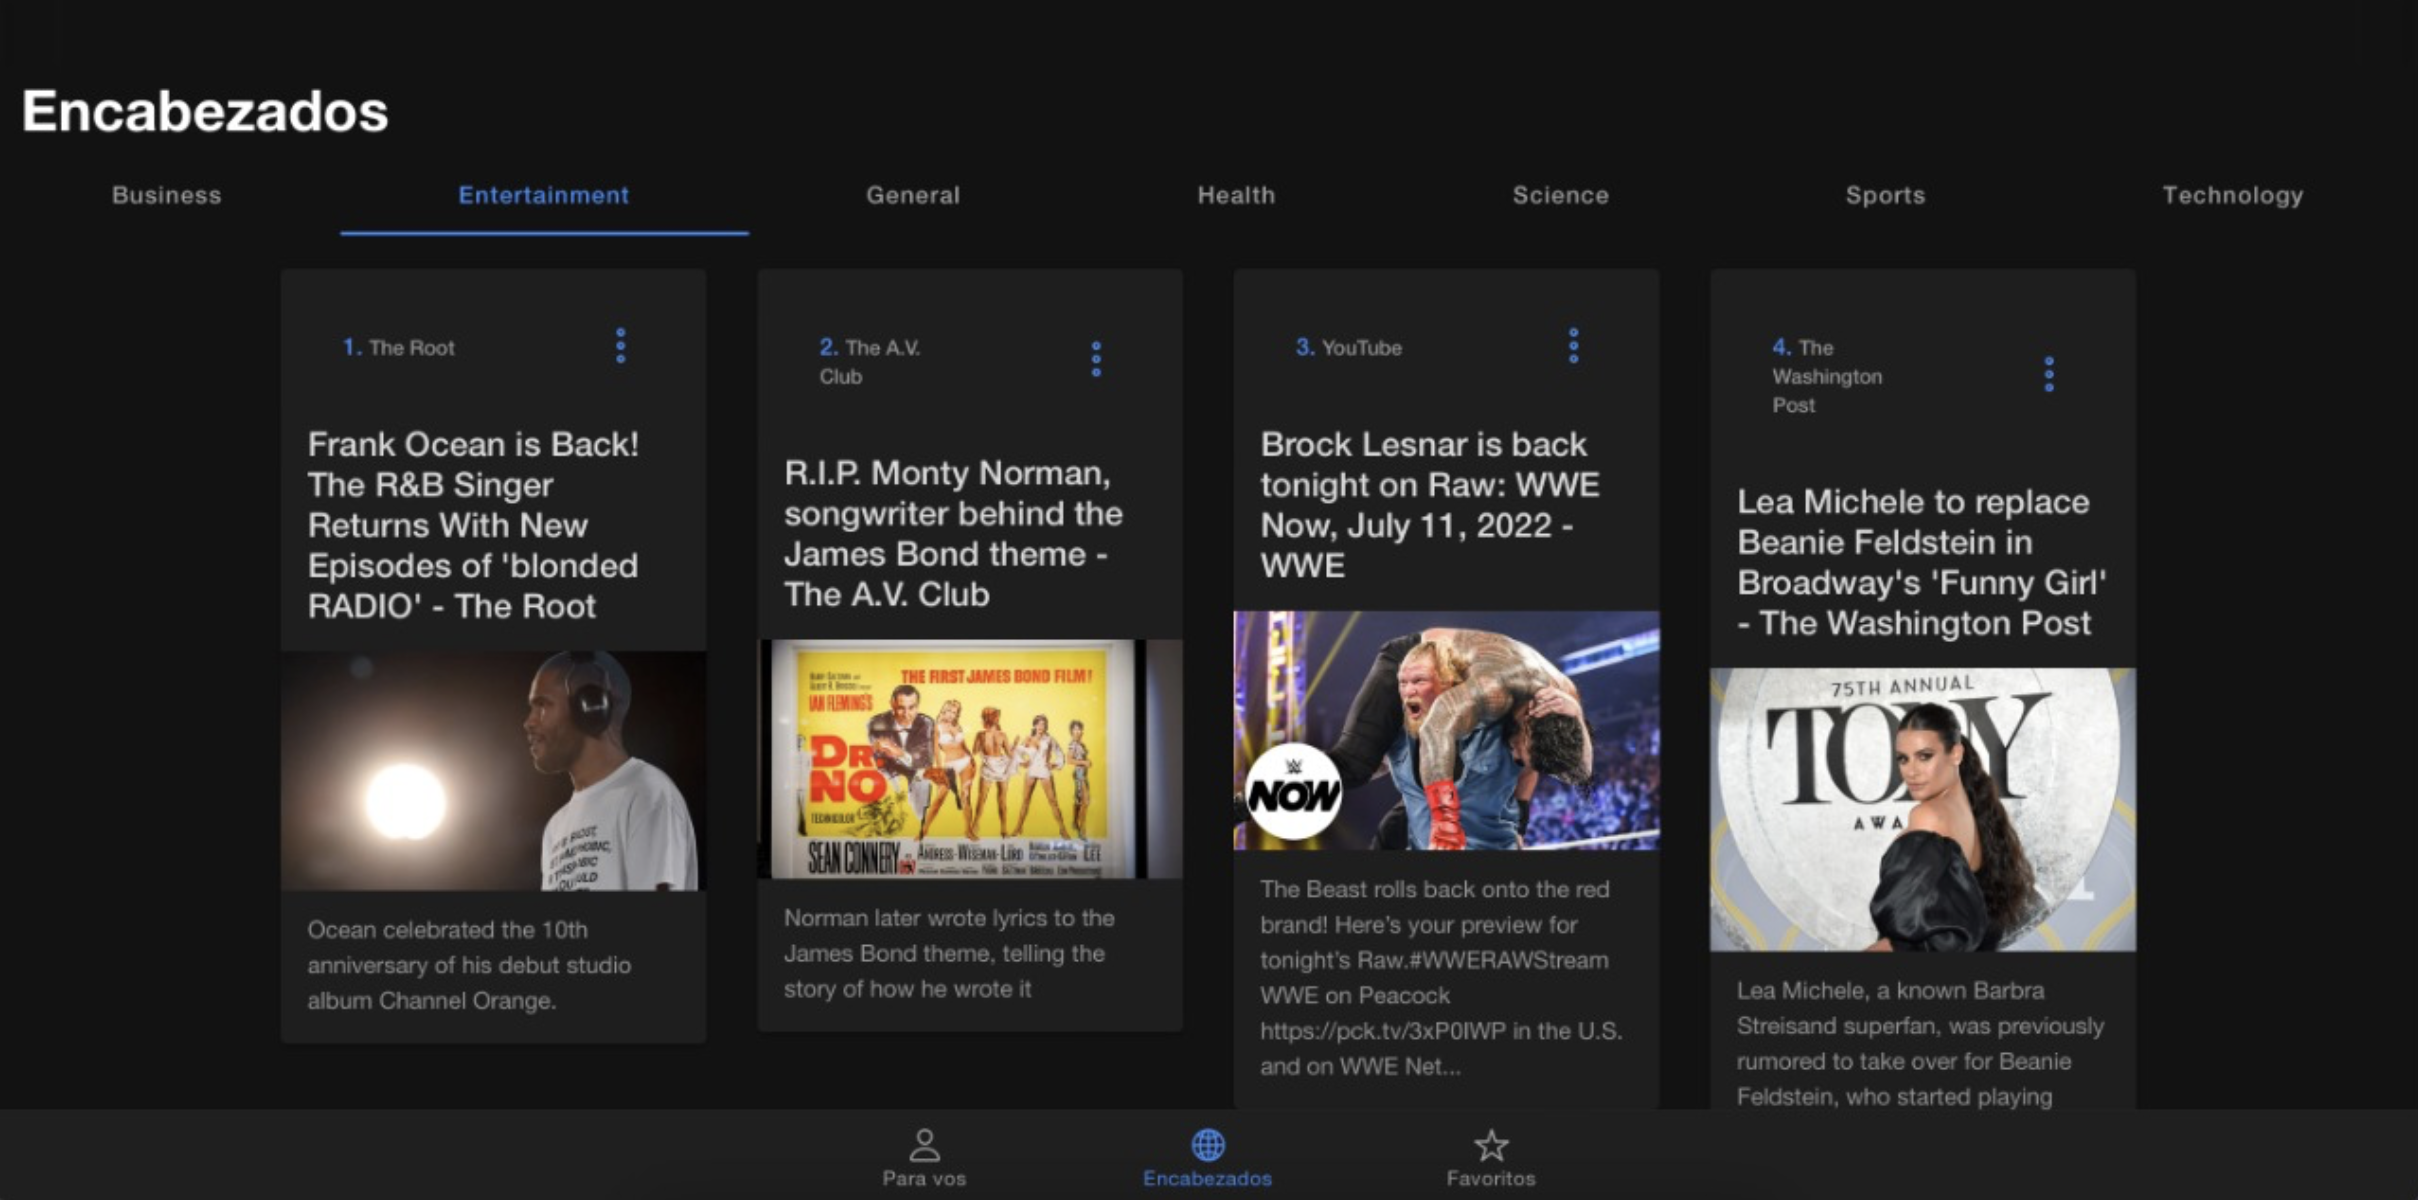 Encabezados
Business
Entertainment
General
Health
Science
Sports
Technology
1. The Root
Frank Ocean is Back!
The R&B Singer
Returns With New
Episodes of 'blonded
RADIO' - The Root
Ocean celebrated the 10th
anniversary of his debut studio
album Channel Orange.
2. The A.V.
Club
R.I.P. Monty Norman,
songwriter behind the
James Bond theme -
The A.V. Club
THE FIRST JAMES BOND FILM!
IAN FLEMING'S
DR.
NO
TECHNICOLOR
SEAN CONNERY
ANDRESS·WISEMAN·LORD
LEE
Norman later wrote lyrics to the
James Bond theme, telling the
story of how he wrote it
3. YouTube
Brock Lesnar is back
tonight on Raw: WWE
Now, July 11, 2022 -
WWE
NOW
The Beast rolls back onto the red
brand! Here’s your preview for
tonight’s Raw.#WWERAWStream
WWE on Peacock
https://pck.tv/3xP0IWP in the U.S.
and on WWE Net...
4. The
Washington
Post
Lea Michele to replace
Beanie Feldstein in
Broadway's 'Funny Girl'
- The Washington Post
75TH ANNUAL
TONY
AWA
Lea Michele, a known Barbra
Streisand superfan, was previously
rumored to take over for Beanie
Feldstein, who started playing
Para vos
Encabezados
Favoritos